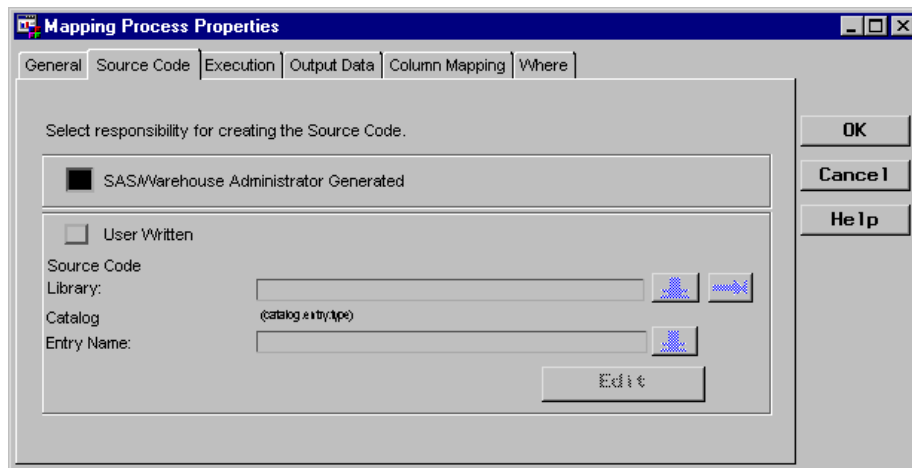 Mapping Process Properties
General Source Code Execution Output Data Column Mapping Where
Select responsibility for creating the Source Code.
OK
SAS/Warehouse Administrator Generated
Cancel
Help
User Written
Source Code
Library:
Catalog (catalog.entry.type)
Entry Name:
Edit